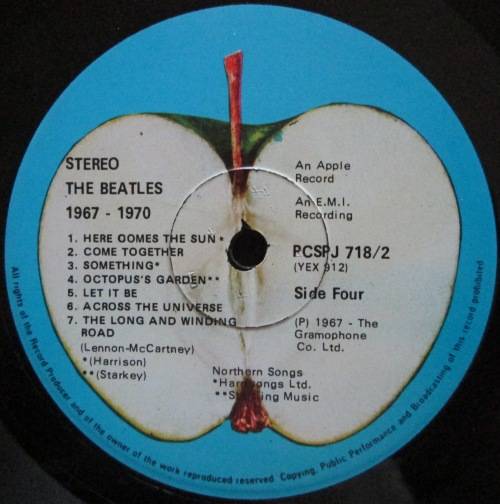 STEREO
THE BEATLES
1967 - 1970
1. HERE COMES THE SUN *
2. COME TOGETHER
3. SOMETHING*
4. OCTOPUS'S GARDEN**
5. LET IT BE
6. ACROSS THE UNIVERSE
7. THE LONG AND WINDING
ROAD
(Lennon-McCartney)
*(Harrison)
**(Starkey)
An Apple
Record
An E.M.I.
Recording
PCSPJ 718/2
(YEX 912)
Side Four
(P) 1967 - The
Gramophone
Co. Ltd.
Northern Songs
*Harrisongs Ltd.
**Startling Music
All rights of the Record Producer and of the owner of the work reproduced reserved. Copying, Public Performance and Broadcasting of this record prohibited